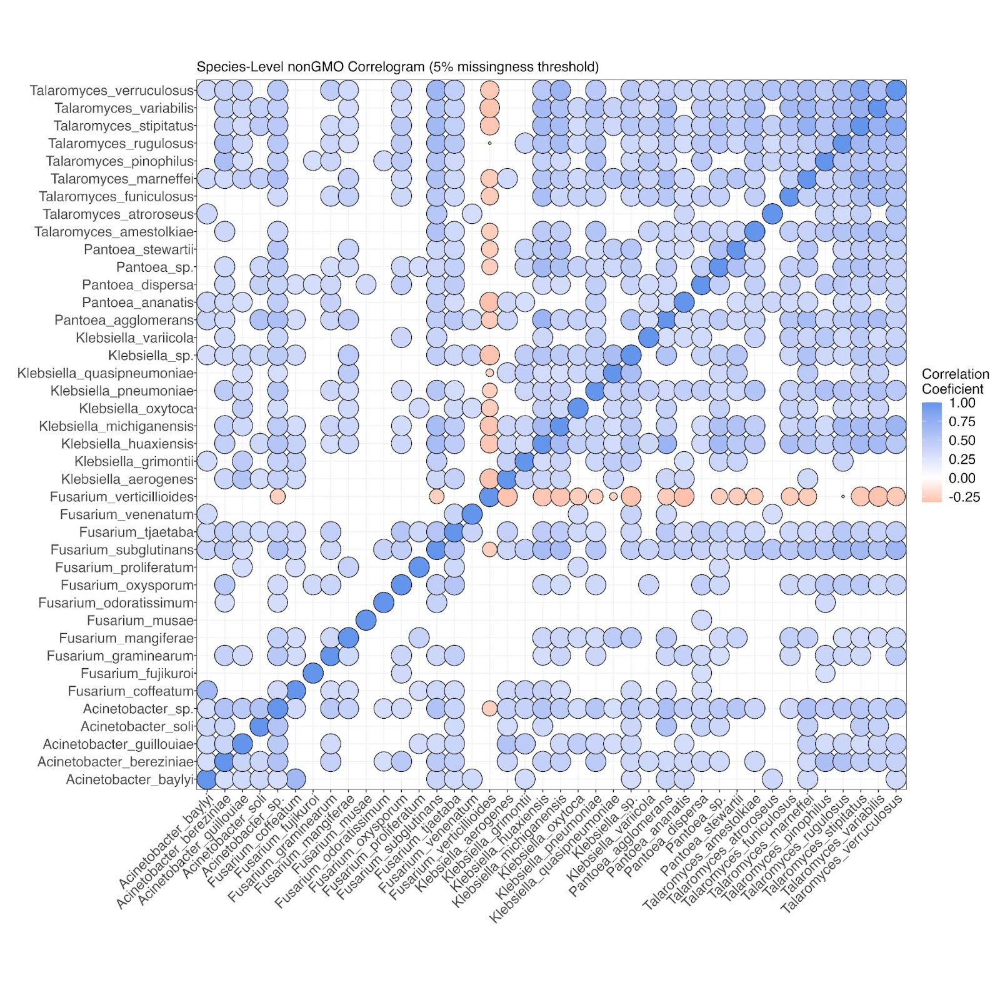 Species-Level nonGMO Correlogram (5% missingness threshold)
Talaromyces_verruculosus
Talaromyces_variabilis
Talaromyces_stipitatus
Talaromyces_rugulosus
Talaromyces_pinophilus
Talaromyces_marneffei
Talaromyces_funiculosus
Talaromyces_atroroseus
Talaromyces_amestolkiae
Pantoea_stewartii
Pantoea_sp.
Pantoea_dispersa
Pantoea_ananatis
Pantoea_agglomerans
Klebsiella_variicola
Klebsiella_sp.
Klebsiella_quasipneumoniae
Klebsiella_pneumoniae
Klebsiella_oxytoca
Klebsiella_michiganensis
Klebsiella_huaxiensis
Klebsiella_grimontii
Klebsiella_aerogenes
Fusarium_verticillioides
Fusarium_venenatum
Fusarium_tjaetaba
Fusarium_subglutinans
Fusarium_proliferatum
Fusarium_oxysporum
Fusarium_odoratissimum
Fusarium_musae
Fusarium_mangiferae
Fusarium_graminearum
Fusarium_fujikuroi
Fusarium_coffeatum
Acinetobacter_sp.
Acinetobacter_soli
Acinetobacter_guillouiae
Acinetobacter_bereziniae
Acinetobacter_baylyi
Acinetobacter_baylyi
Acinetobacter_bereziniae
Acinetobacter_guillouiae
Acinetobacter_soli
Acinetobacter_sp.
Fusarium_coffeatum
Fusarium_fujikuroi
Fusarium_graminearum
Fusarium_mangiferae
Fusarium_musae
Fusarium_odoratissimum
Fusarium_oxysporum
Fusarium_proliferatum
Fusarium_subglutinans
Fusarium_tjaetaba
Fusarium_venenatum
Fusarium_verticillioides
Klebsiella_aerogenes
Klebsiella_grimontii
Klebsiella_huaxiensis
Klebsiella_michiganensis
Klebsiella_oxytoca
Klebsiella_pneumoniae
Klebsiella_quasipneumoniae
Klebsiella_sp.
Klebsiella_variicola
Pantoea_agglomerans
Pantoea_ananatis
Pantoea_dispersa
Pantoea_sp.
Pantoea_stewartii
Pantoea_amestolkiae
Talaromyces_atroroseus
Talaromyces_funiculosus
Talaromyces_marneffei
Talaromyces_pinophilus
Talaromyces_rugulosus
Talaromyces_stipitatus
Talaromyces_variabilis
Talaromyces_verruculosus
Correlation
Coeficient
1.00
0.75
0.50
0.25
0.00
-0.25